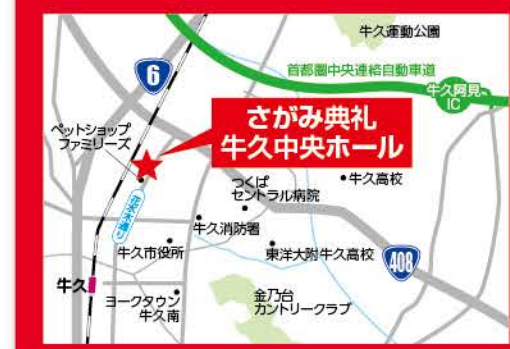 牛久運動公園
首都圏中央連絡自動車道
牛久阿見
IC
6
さがみ典礼
牛久中央ホール
ペットショップ
ファミリーズ
つくば
セントラル病院
牛久高校
花水木通り
牛久消防署
牛久市役所
東洋大附牛久高校
408
牛久
ヨークタウン
牛久南
金乃台
カントリークラブ